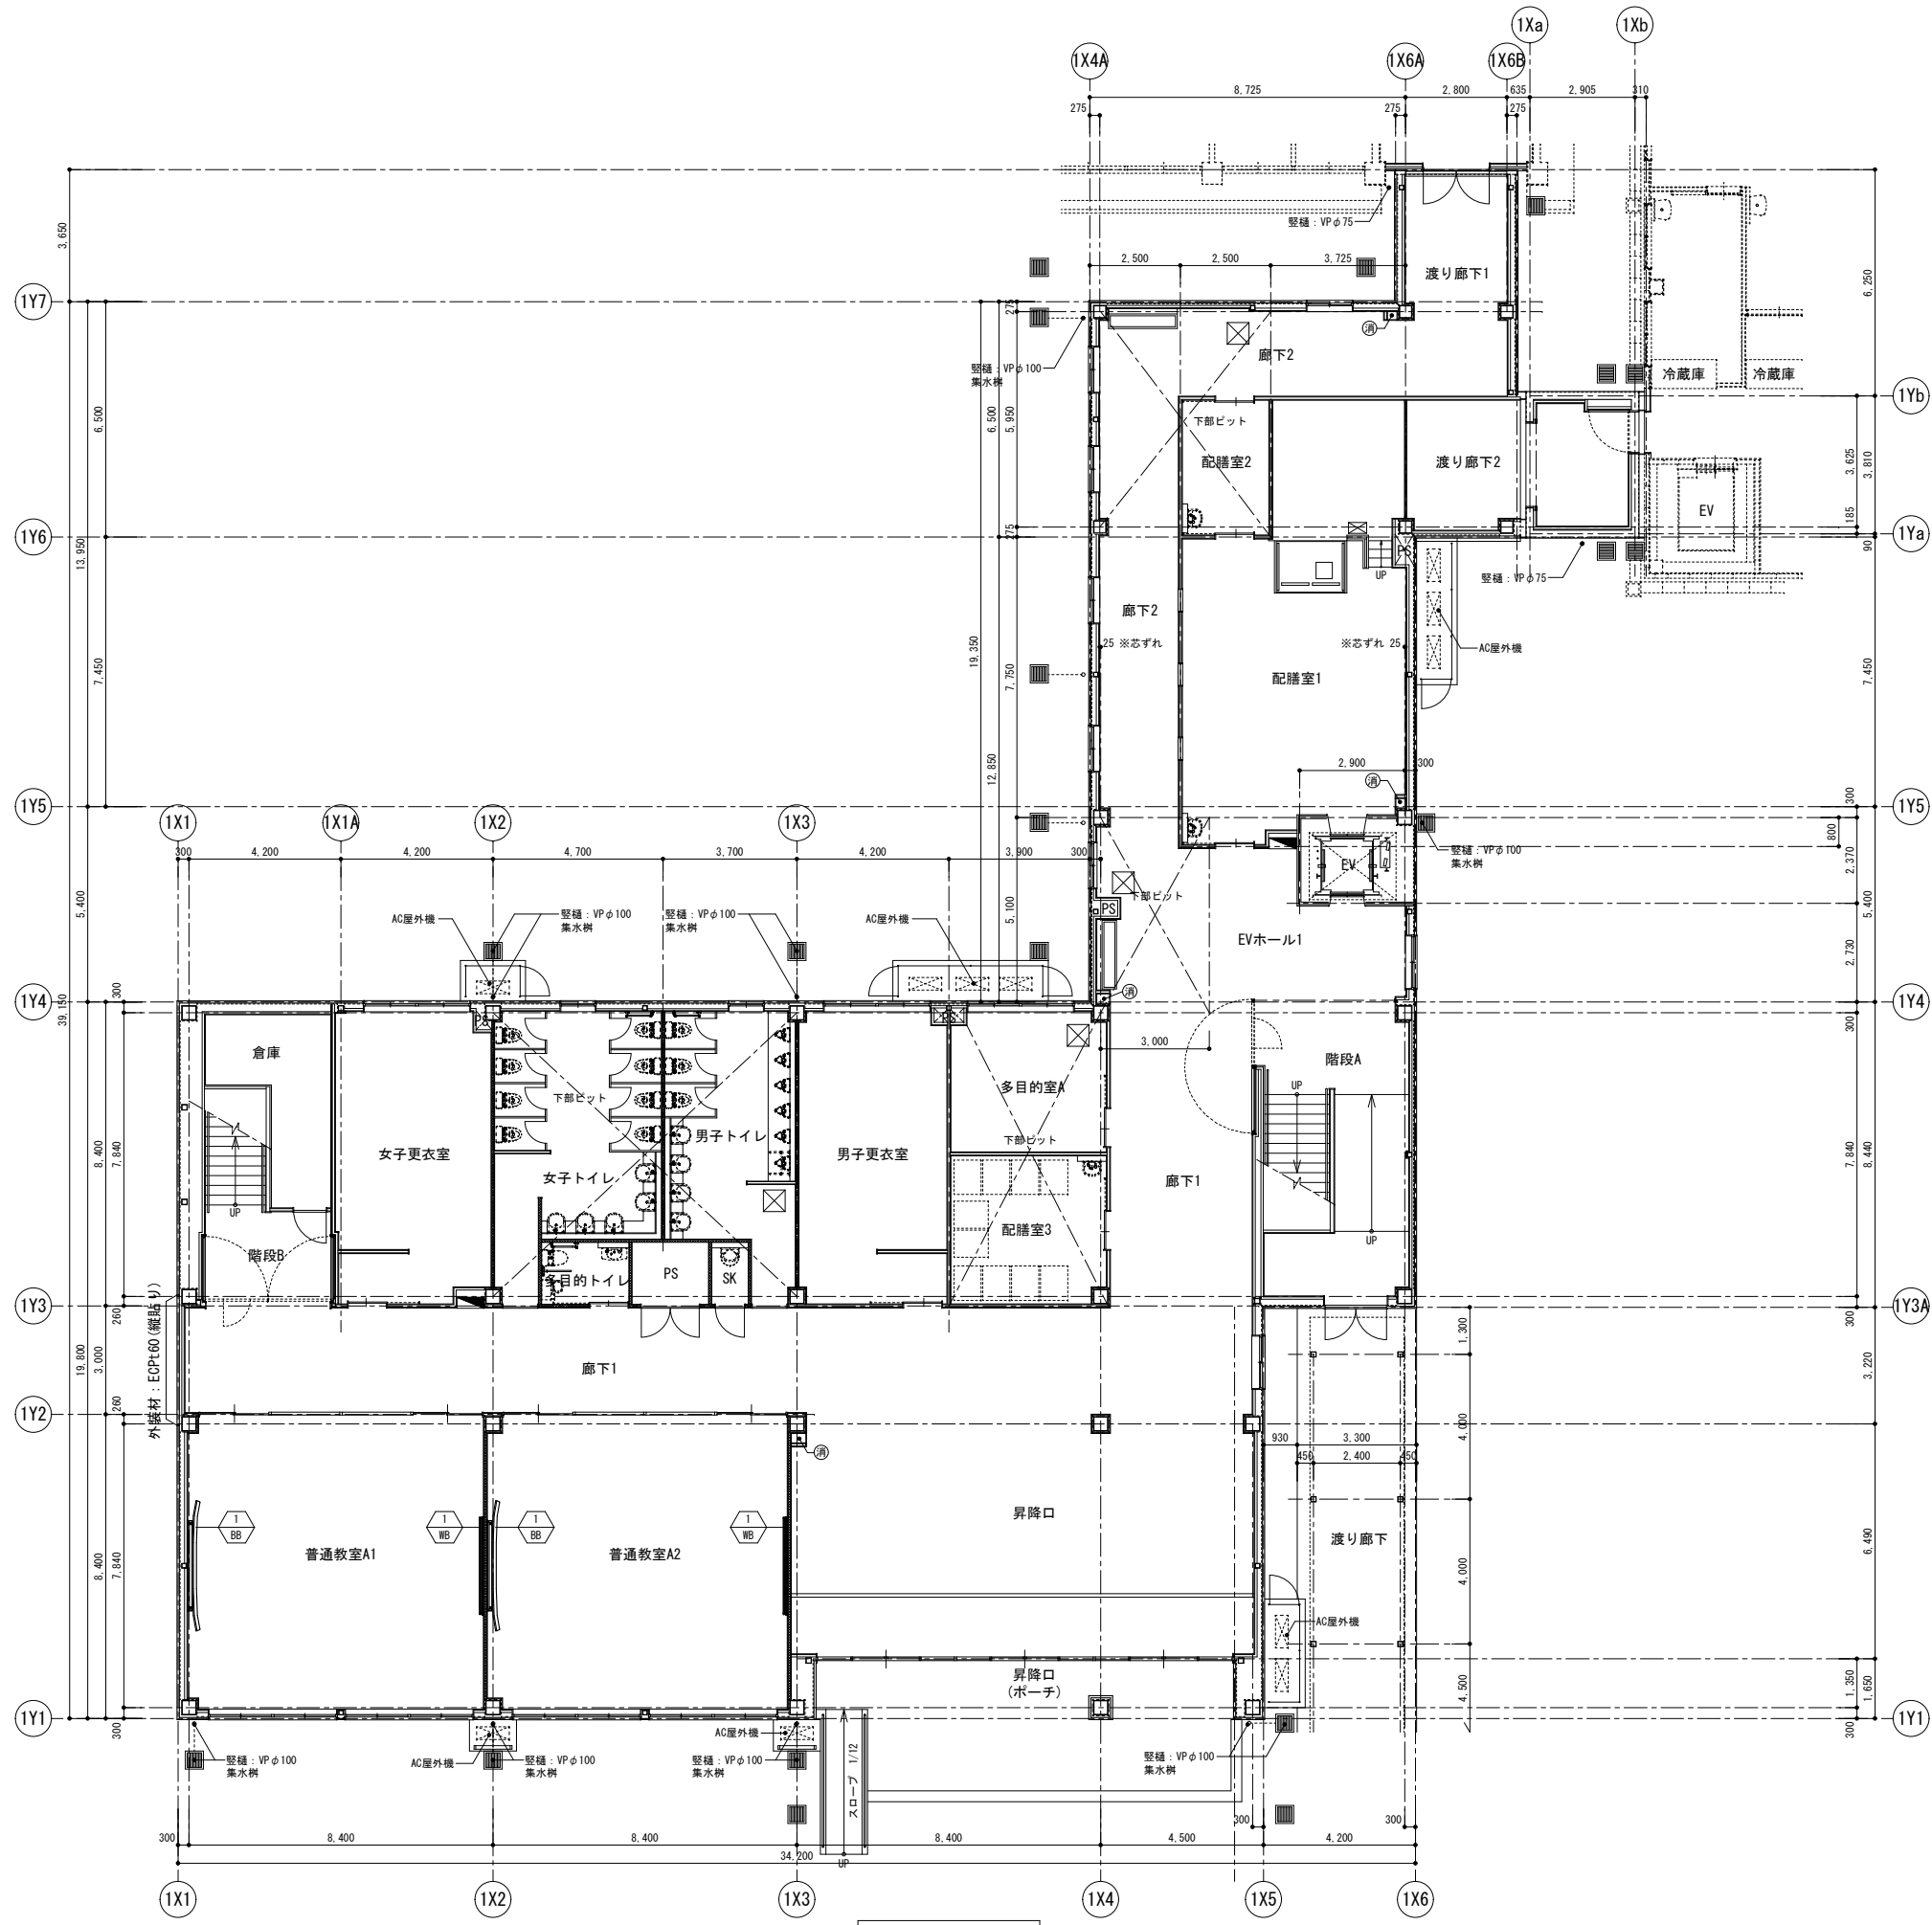 1Xa
1Xb
1X4A
1X6A
1X6B
8,725
2,800
635
2,905
310
275
275
275
3,650
6,250
竪樋：VPφ75
渡り廊下1
2,500
2,500
3,725
1Y7
275
消
廊下2
竪樋：VPφ100
集水桝
冷蔵庫
冷蔵庫
1Yb
6,500
6,500
5,950
下部ピット
配膳室2
渡り廊下2
3,625
3,810
EV
185
1Y6
275
PS
UP
1Ya
90
13,950
竪樋：VPφ75
廊下2
25 ※芯ずれ
※芯ずれ 25
AC屋外機
7,450
19,350
7,750
配膳室1
7,450
12,850
2,900
300
消
1Y5
1X1
1X1A
1X2
1X3
300
800
1Y5
300
4,200
4,200
4,700
3,700
4,200
3,900
300
EV
竪樋：VPφ100
集水桝
2,370
5,400
5,100
下部ピット
PS
5,400
AC屋外機
竪樋：VPφ100
集水桝
竪樋：VPφ100
集水桝
AC屋外機
EVホール1
2,730
消
1Y4
39,150
300
PS
PS
300
1Y4
倉庫
3,000
階段A
UP
多目的室A
下部ピット
男子トイレ
下部ピット
8,400
7,840
女子更衣室
女子トイレ
男子更衣室
廊下1
7,840
8,440
UP
配膳室3
階段B
多目的トイレ
PS
SK
UP
1Y3
260
外装材：ECPt60(縦貼り)
300
1Y3A
1,300
19,800
3,000
廊下1
3,220
260
1Y2
消
930
3,300
4,000
450
2,400
450
1
BB
1
WB
1
BB
1
WB
昇降口
渡り廊下
6,490
8,400
7,840
普通教室A1
普通教室A2
4,000
AC屋外機
昇降口
(ポーチ)
4,500
1,350
1,650
1Y1
300
300
1Y1
竪樋：VPφ100
集水桝
AC屋外機
竪樋：VPφ100
集水桝
AC屋外機
竪樋：VPφ100
集水桝
スロープ 1/12
竪樋：VPφ100
集水桝
300
300
300
8,400
8,400
8,400
4,500
4,200
34,200
UP
1X1
1X2
1X3
1X4
1X5
1X6